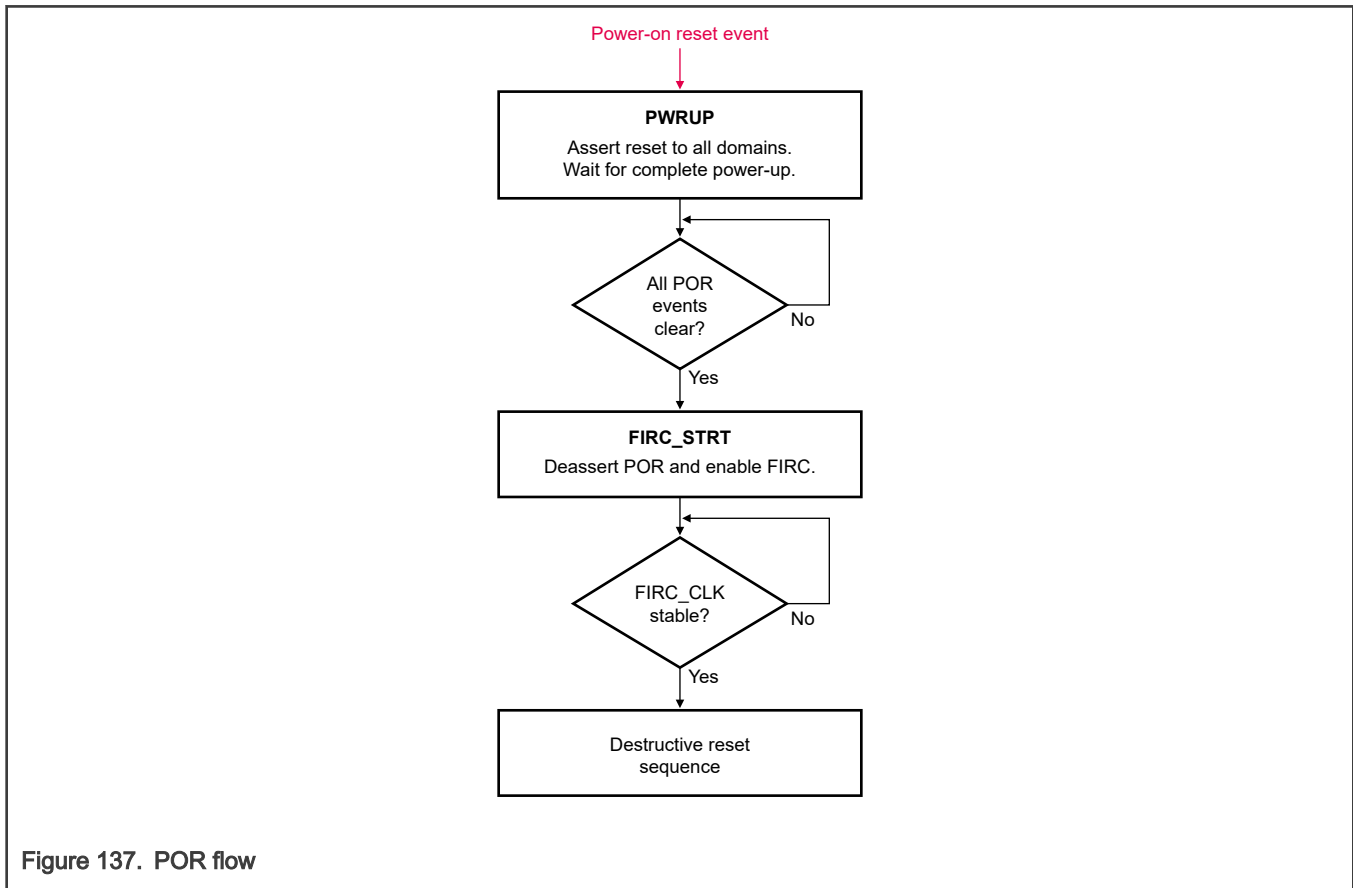 Power-on reset event
PWRUP
Assert reset to all domains.
Wait for complete power-up.
All POR
events
clear?
No
Yes
FIRC_STRT
Deassert POR and enable FIRC.
FIRC_CLK
stable?
No
Yes
Destructive reset
sequence
Figure 137. POR flow